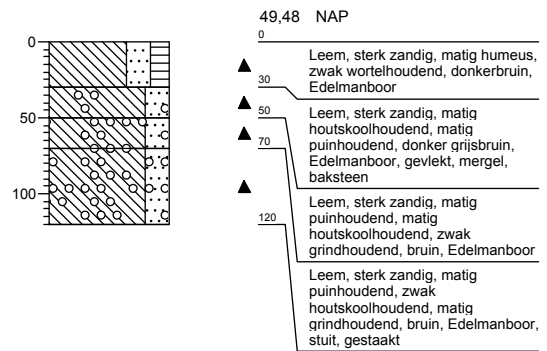 49,48 NAP
0
0
Leem, sterk zandig, matig humeus,
zwak wortelhoudend, donkerbruin,
Edelmanboor
30
Leem, sterk zandig, matig
houtskoolhoudend, matig
puinhoudend, donker grijsbruin,
Edelmanboor, gevlekt, mergel,
baksteen
50
50
70
Leem, sterk zandig, matig
puinhoudend, matig
houtskoolhoudend, zwak
grindhoudend, bruin, Edelmanboor
100
120
Leem, sterk zandig, matig
puinhoudend, zwak
houtskoolhoudend, matig
grindhoudend, bruin, Edelmanboor,
stuit, gestaakt